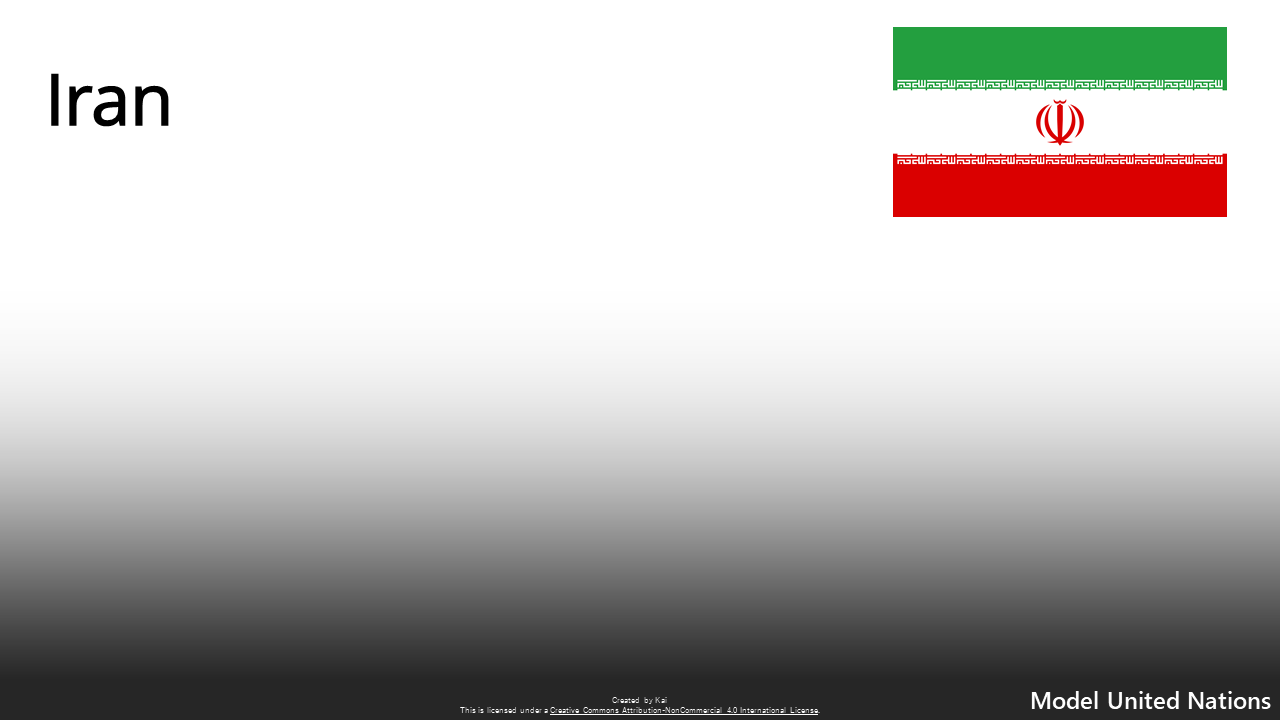 Iran
Created by Kai
This is licensed under a Creative Commons Attribution-NonCommercial 4.0 International License.
Model United Nations